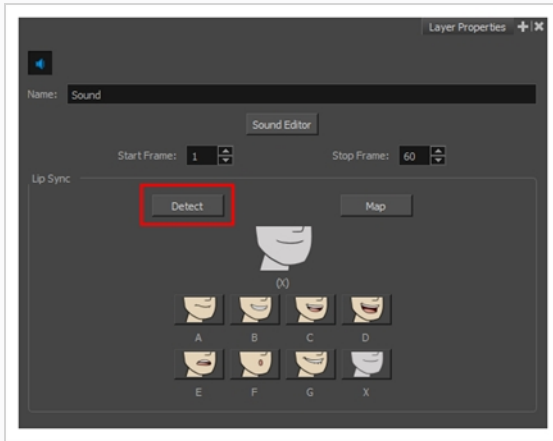 Layer Properties
Name: Sound
Sound Editor
Start Frame: 1 Stop Frame: 60
Lip Sync
Detect Map
(X)
A B C D
E F G X